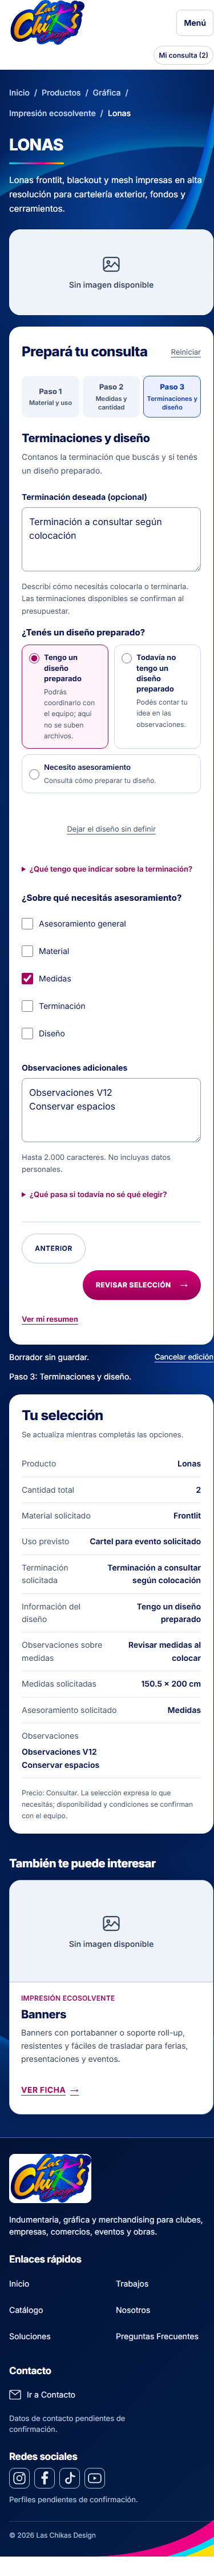 Las
Chikas
Design
Menú
Mi consulta (2)
Inicio / Productos / Gráfica /
Impresión ecosolvente / Lonas
LONAS
Lonas frontlit, blackout y mesh impresas en alta
resolución para cartelería exterior, fondos y
cerramientos.
Sin imagen disponible
Prepará tu consulta
Reiniciar
Paso 1
Material y uso
Paso 2
Medidas y
cantidad
Paso 3
Terminaciones y
diseño
Terminaciones y diseño
Contanos la terminación que buscás y si tenés
un diseño preparado.
Terminación deseada (opcional)
Terminación a consultar según
colocación
Describí cómo necesitás colocarla o terminarla.
Las terminaciones disponibles se confirman al
presupuestar.
¿Tenés un diseño preparado?
Tengo un
diseño
preparado
Podrás
coordinarlo con
el equipo; aquí
no se suben
archivos.
Todavía no
tengo un
diseño
preparado
Podés contar tu
idea en las
observaciones.
Necesito asesoramiento
Consultá cómo preparar tu diseño.
Dejar el diseño sin definir
¿Qué tengo que indicar sobre la terminación?
¿Sobre qué necesitás asesoramiento?
Asesoramiento general
Material
Medidas
Terminación
Diseño
Observaciones adicionales
Observaciones V12
Conservar espacios
Hasta 2.000 caracteres. No incluyas datos
personales.
¿Qué pasa si todavía no sé qué elegir?
ANTERIOR
REVISAR SELECCIÓN →
Ver mi resumen
Borrador sin guardar.
Cancelar edición
Paso 3: Terminaciones y diseño.
Tu selección
Se actualiza mientras completás las opciones.
Producto Lonas
Cantidad total 2
Material solicitado Frontlit
Uso previsto Cartel para evento solicitado
Terminación solicitada Terminación a consultar según colocación
Información del diseño Tengo un diseño preparado
Observaciones sobre medidas Revisar medidas al colocar
Medidas solicitadas 150.5 × 200 cm
Asesoramiento solicitado Medidas
Observaciones
Observaciones V12
Conservar espacios
Precio: Consultar. La selección expresa lo que
necesitás; disponibilidad y condiciones se confirman
con el equipo.
También te puede interesar
Sin imagen disponible
IMPRESIÓN ECOSOLVENTE
Banners
Banners con portabanner o soporte roll-up,
resistentes y fáciles de trasladar para ferias,
presentaciones y eventos.
VER FICHA →
Las
Chikas
Design
Indumentaria, gráfica y merchandising para clubes,
empresas, comercios, eventos y obras.
Enlaces rápidos
Inicio Trabajos
Catálogo Nosotros
Soluciones Preguntas Frecuentes
Contacto
Ir a Contacto
Datos de contacto pendientes de
confirmación.
Redes sociales
Perfiles pendientes de confirmación.
© 2026 Las Chikas Design